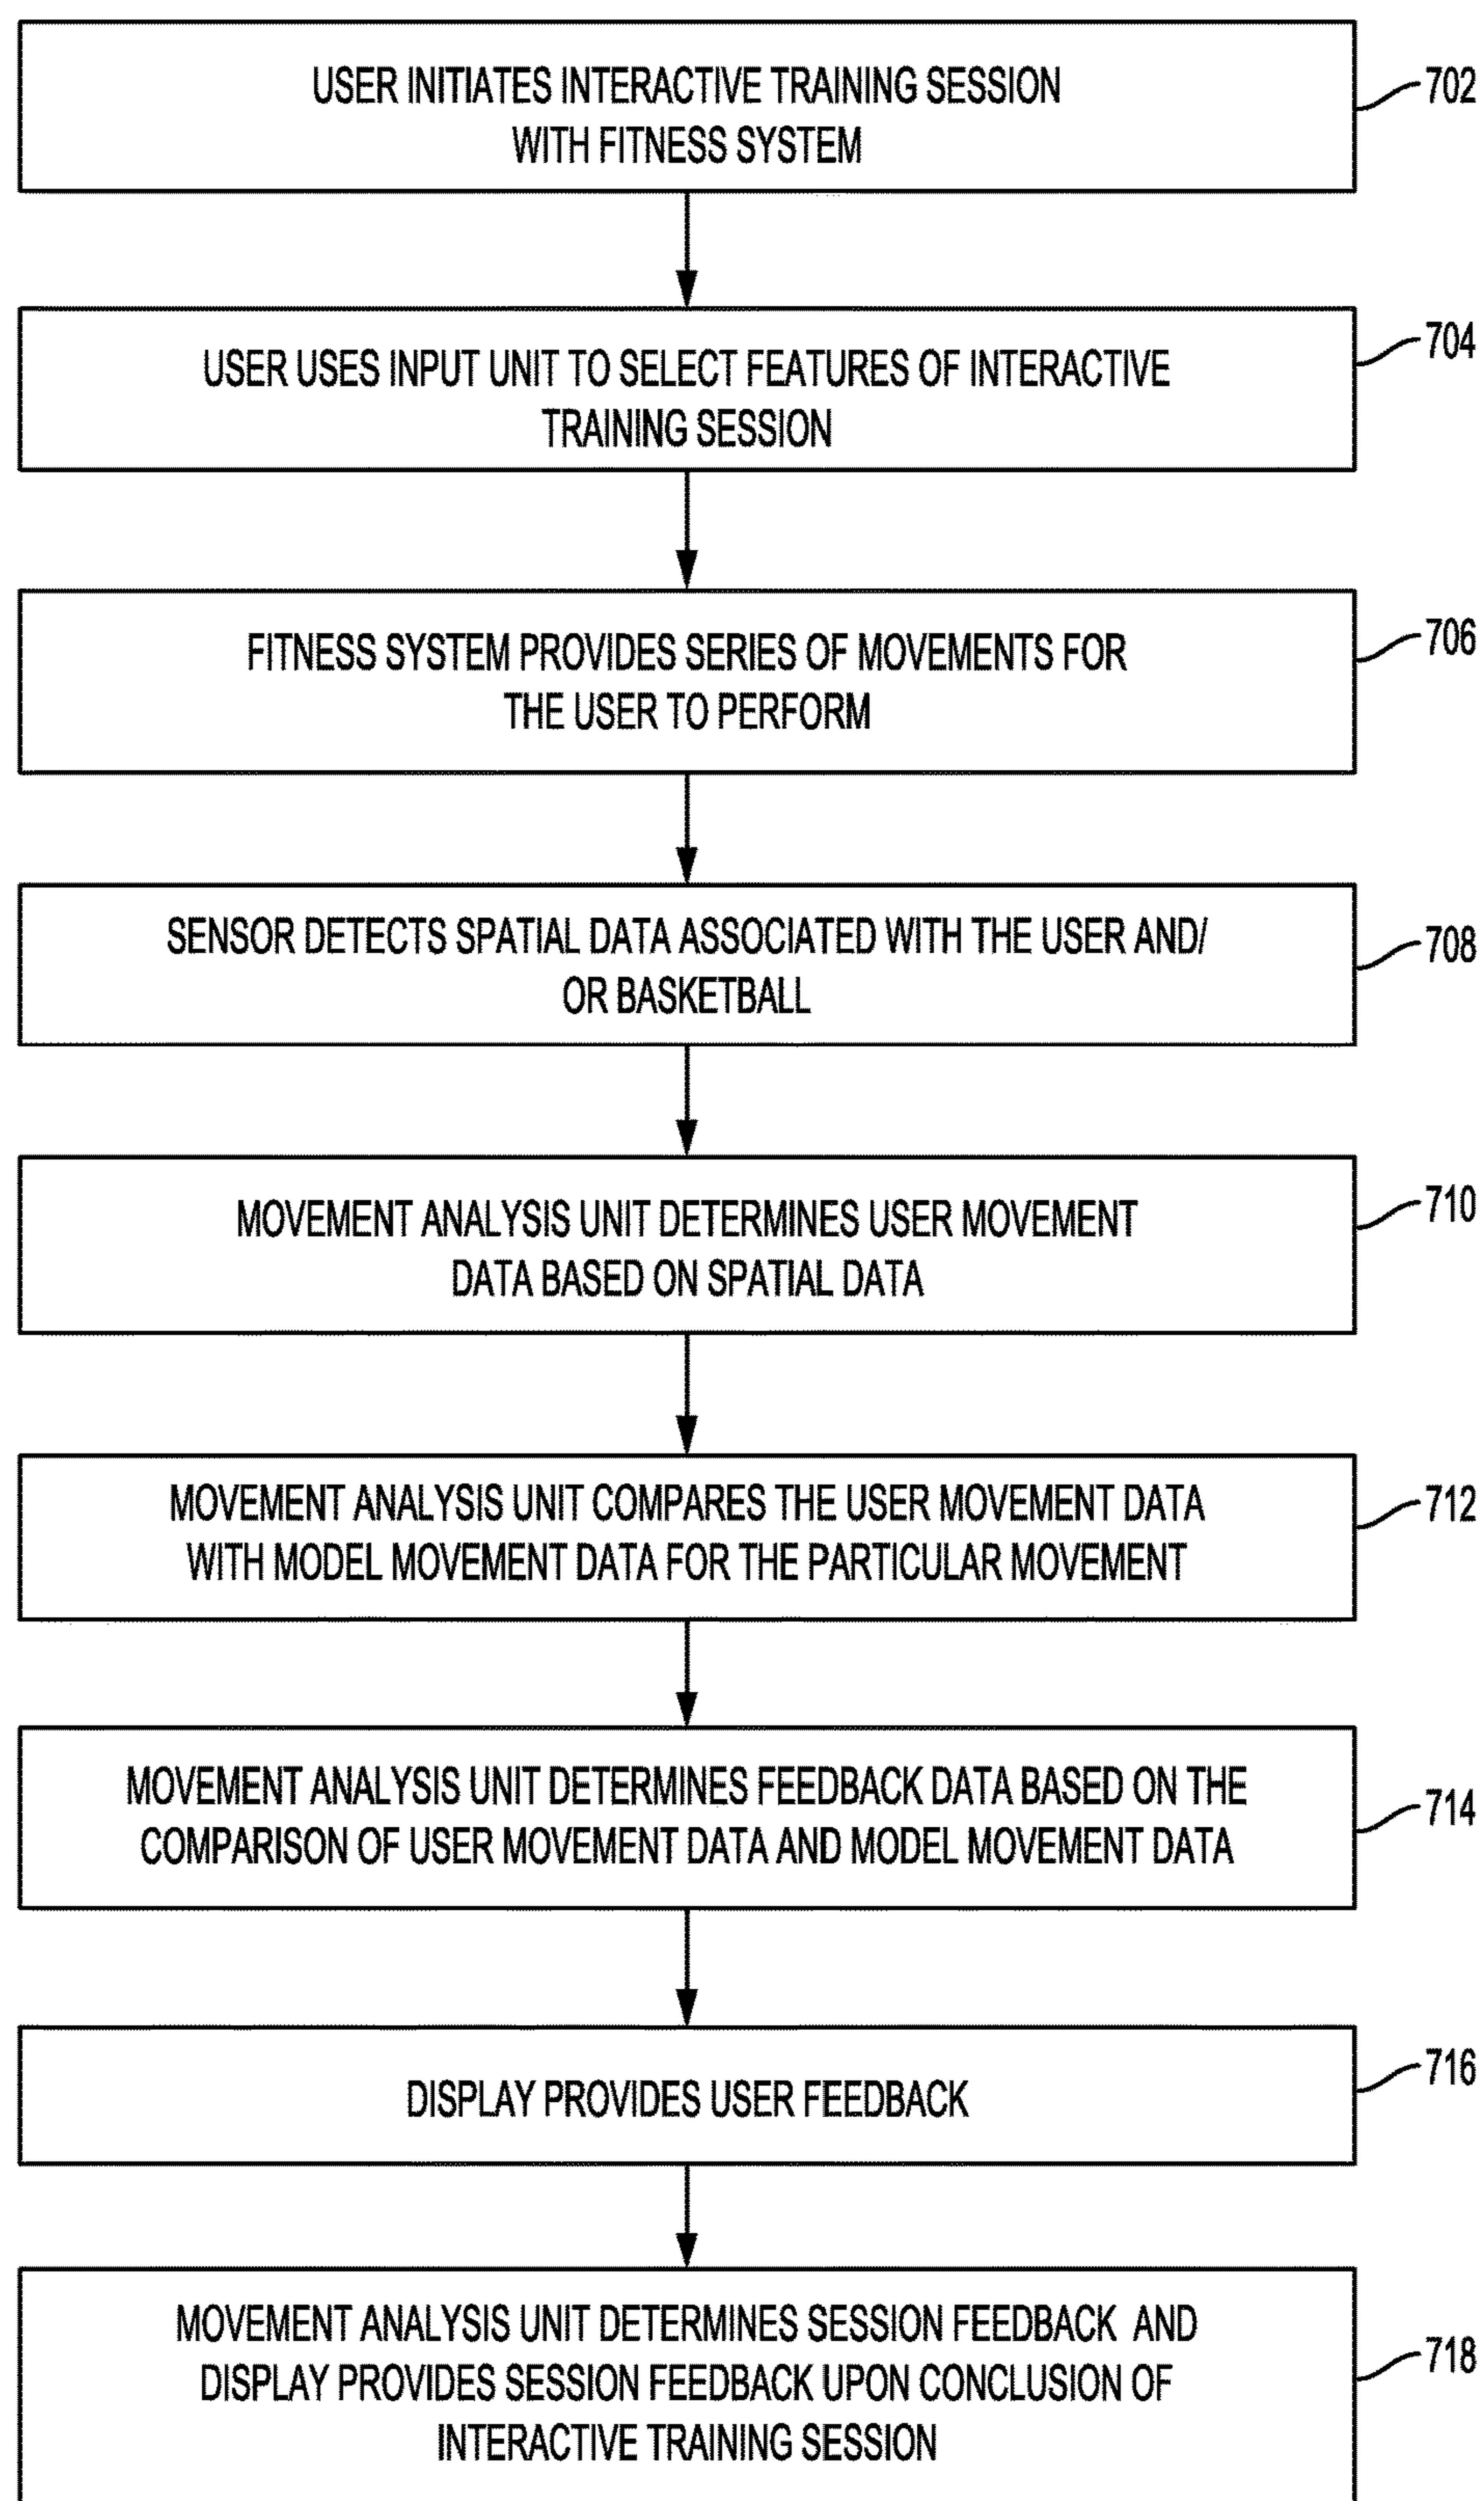 USER INITIATES INTERACTIVE TRAINING SESSION
WITH FITNESS SYSTEM
702
USER USES INPUT UNIT TO SELECT FEATURES OF INTERACTIVE
TRAINING SESSION
704
FITNESS SYSTEM PROVIDES SERIES OF MOVEMENTS FOR
THE USER TO PERFORM
706
SENSOR DETECTS SPATIAL DATA ASSOCIATED WITH THE USER AND/
OR BASKETBALL
708
MOVEMENT ANALYSIS UNIT DETERMINES USER MOVEMENT
DATA BASED ON SPATIAL DATA
710
MOVEMENT ANALYSIS UNIT COMPARES THE USER MOVEMENT DATA
WITH MODEL MOVEMENT DATA FOR THE PARTICULAR MOVEMENT
712
MOVEMENT ANALYSIS UNIT DETERMINES FEEDBACK DATA BASED ON THE
COMPARISON OF USER MOVEMENT DATA AND MODEL MOVEMENT DATA
714
DISPLAY PROVIDES USER FEEDBACK
716
MOVEMENT ANALYSIS UNIT DETERMINES SESSION FEEDBACK AND
DISPLAY PROVIDES SESSION FEEDBACK UPON CONCLUSION OF
INTERACTIVE TRAINING SESSION
718